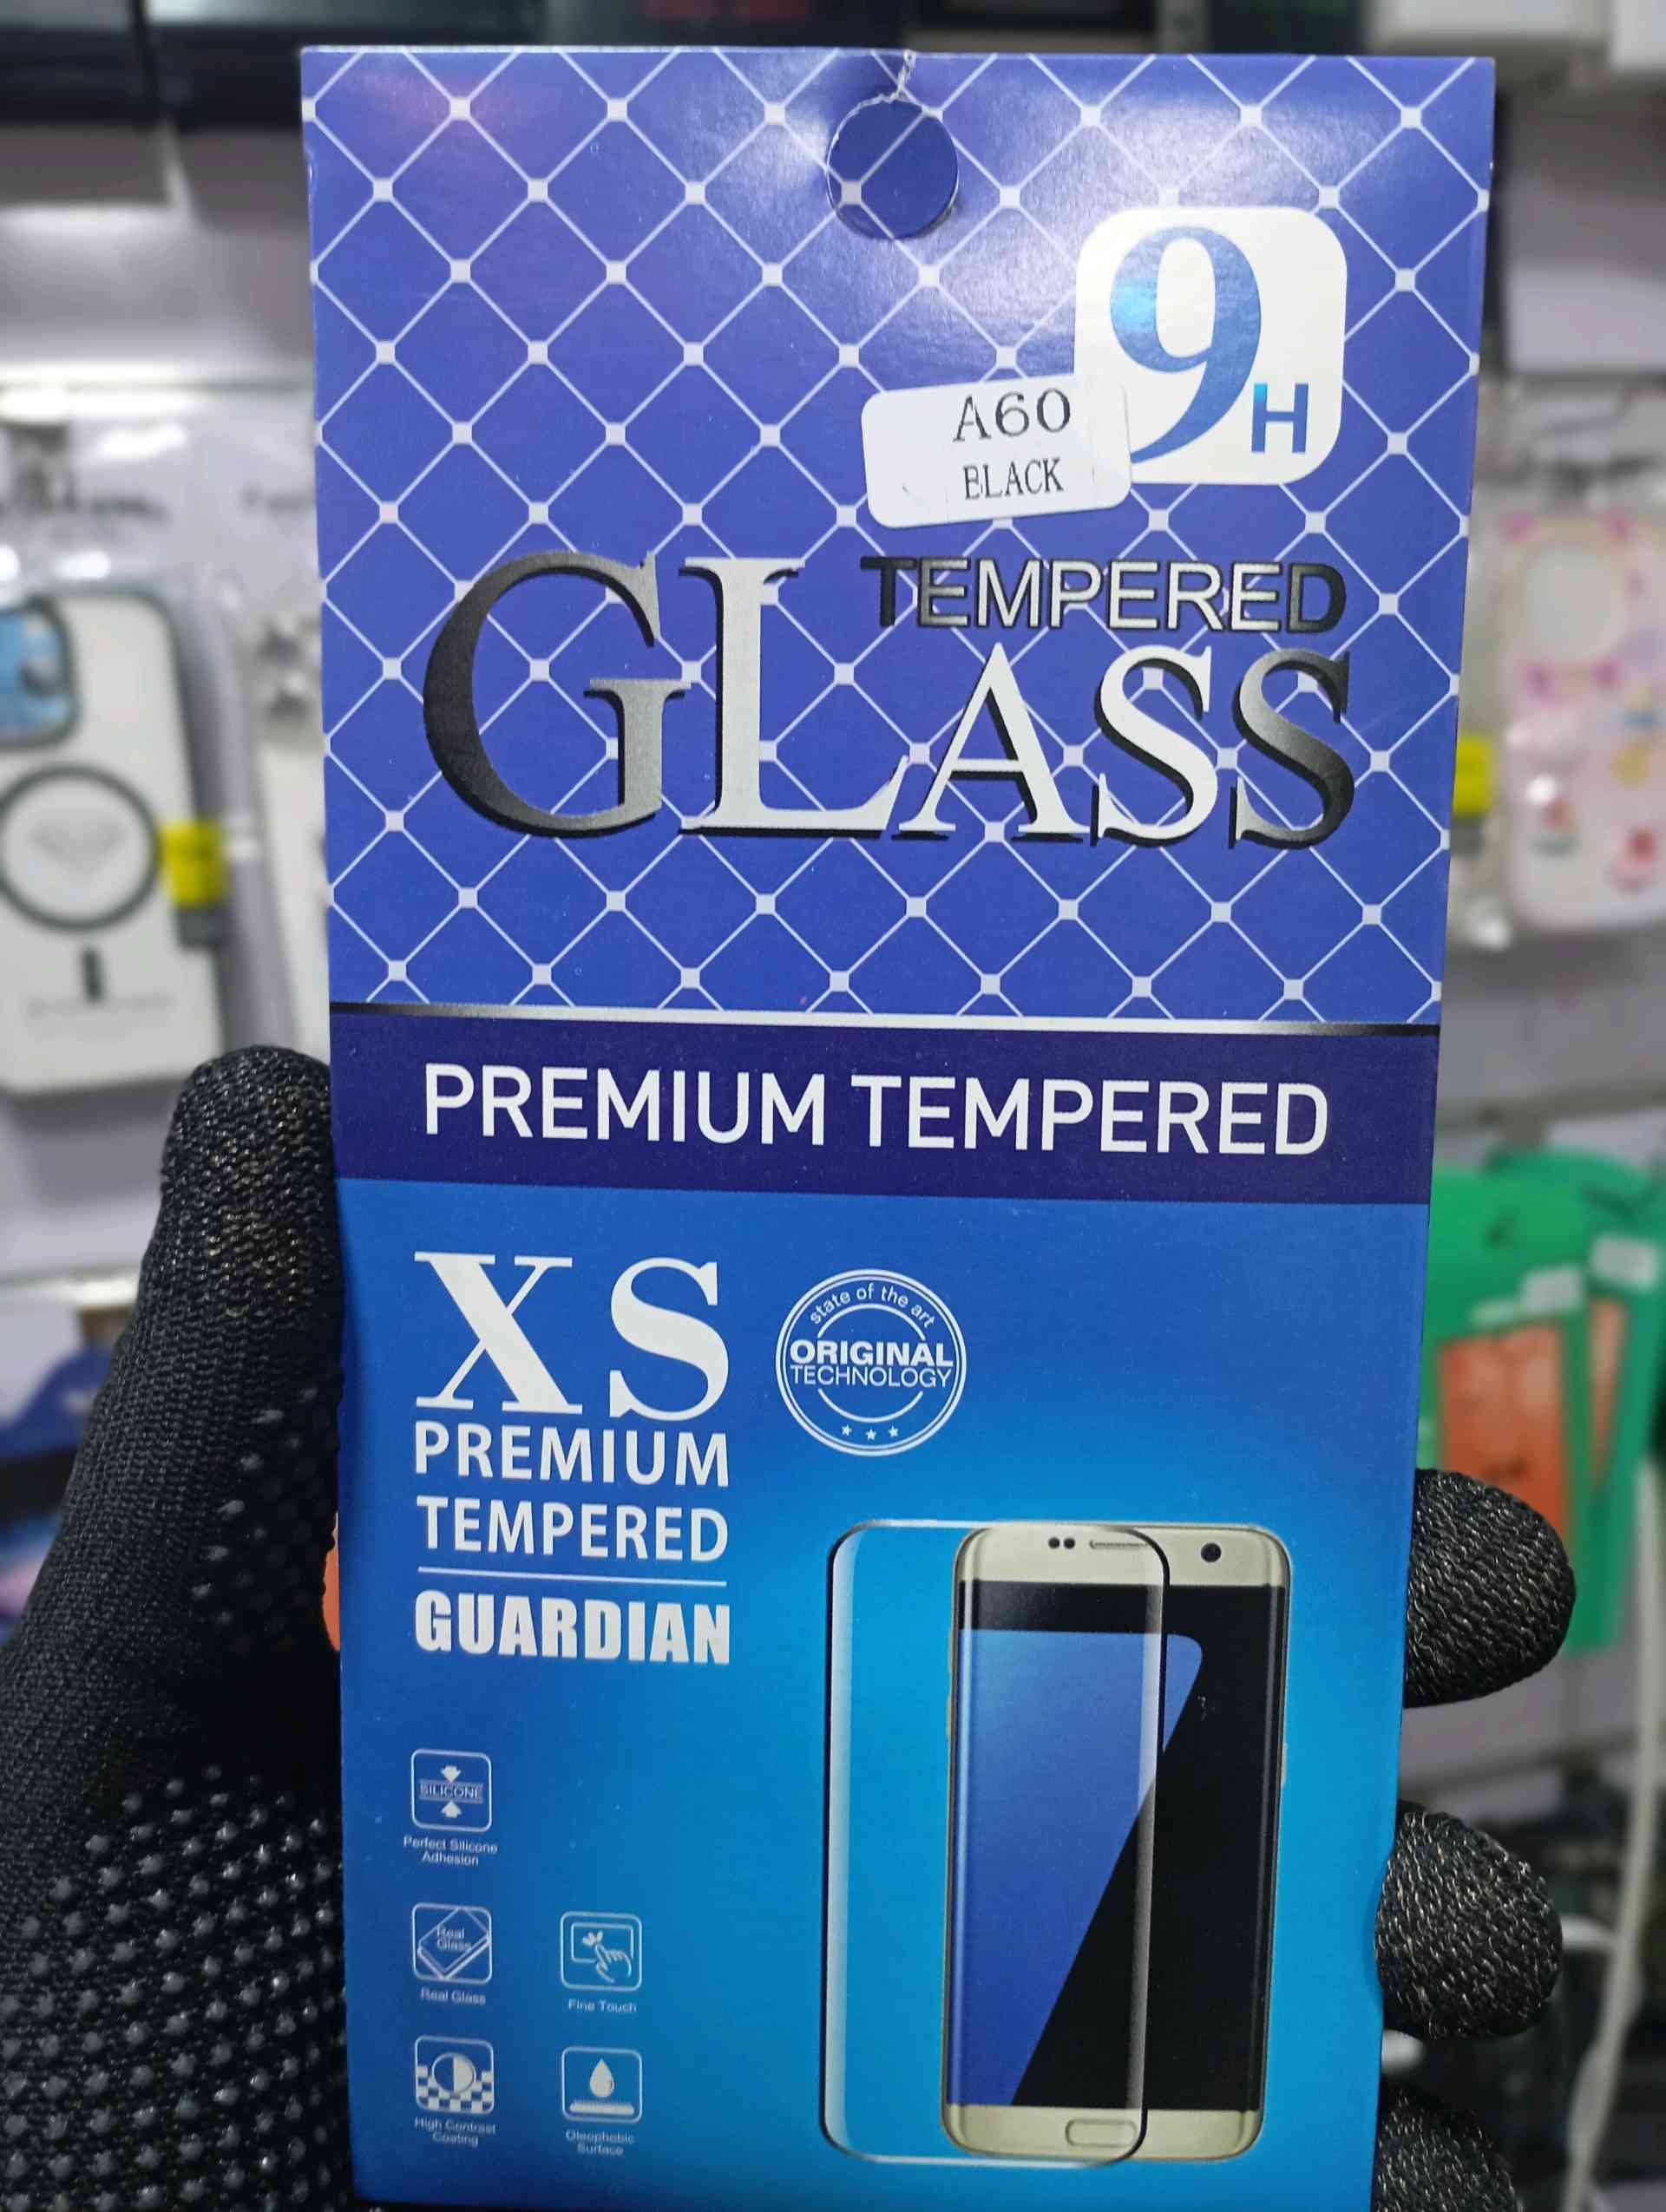 9H
A60
BLACK
TEMPERED
GLASS
PREMIUM TEMPERED
XS
PREMIUM
TEMPERED
GUARDIAN
state of the art
ORIGINAL
TECHNOLOGY
SILICONE
Perfect Silicone
Adhesion
Real
Glass
Real Glass
Fine Touch
High Contrast
Coating
Oleophobic
Surface